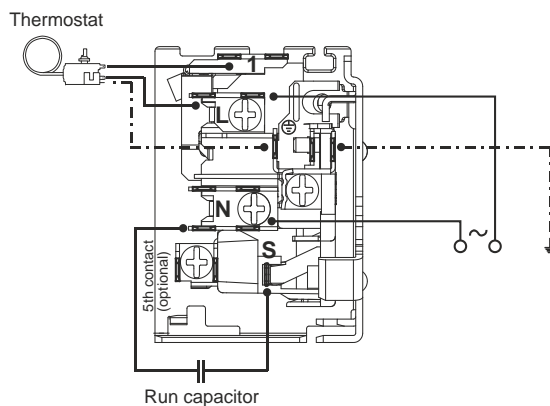 Thermostat
1
L
N
S
5th contact
(optional)
~
Run capacitor